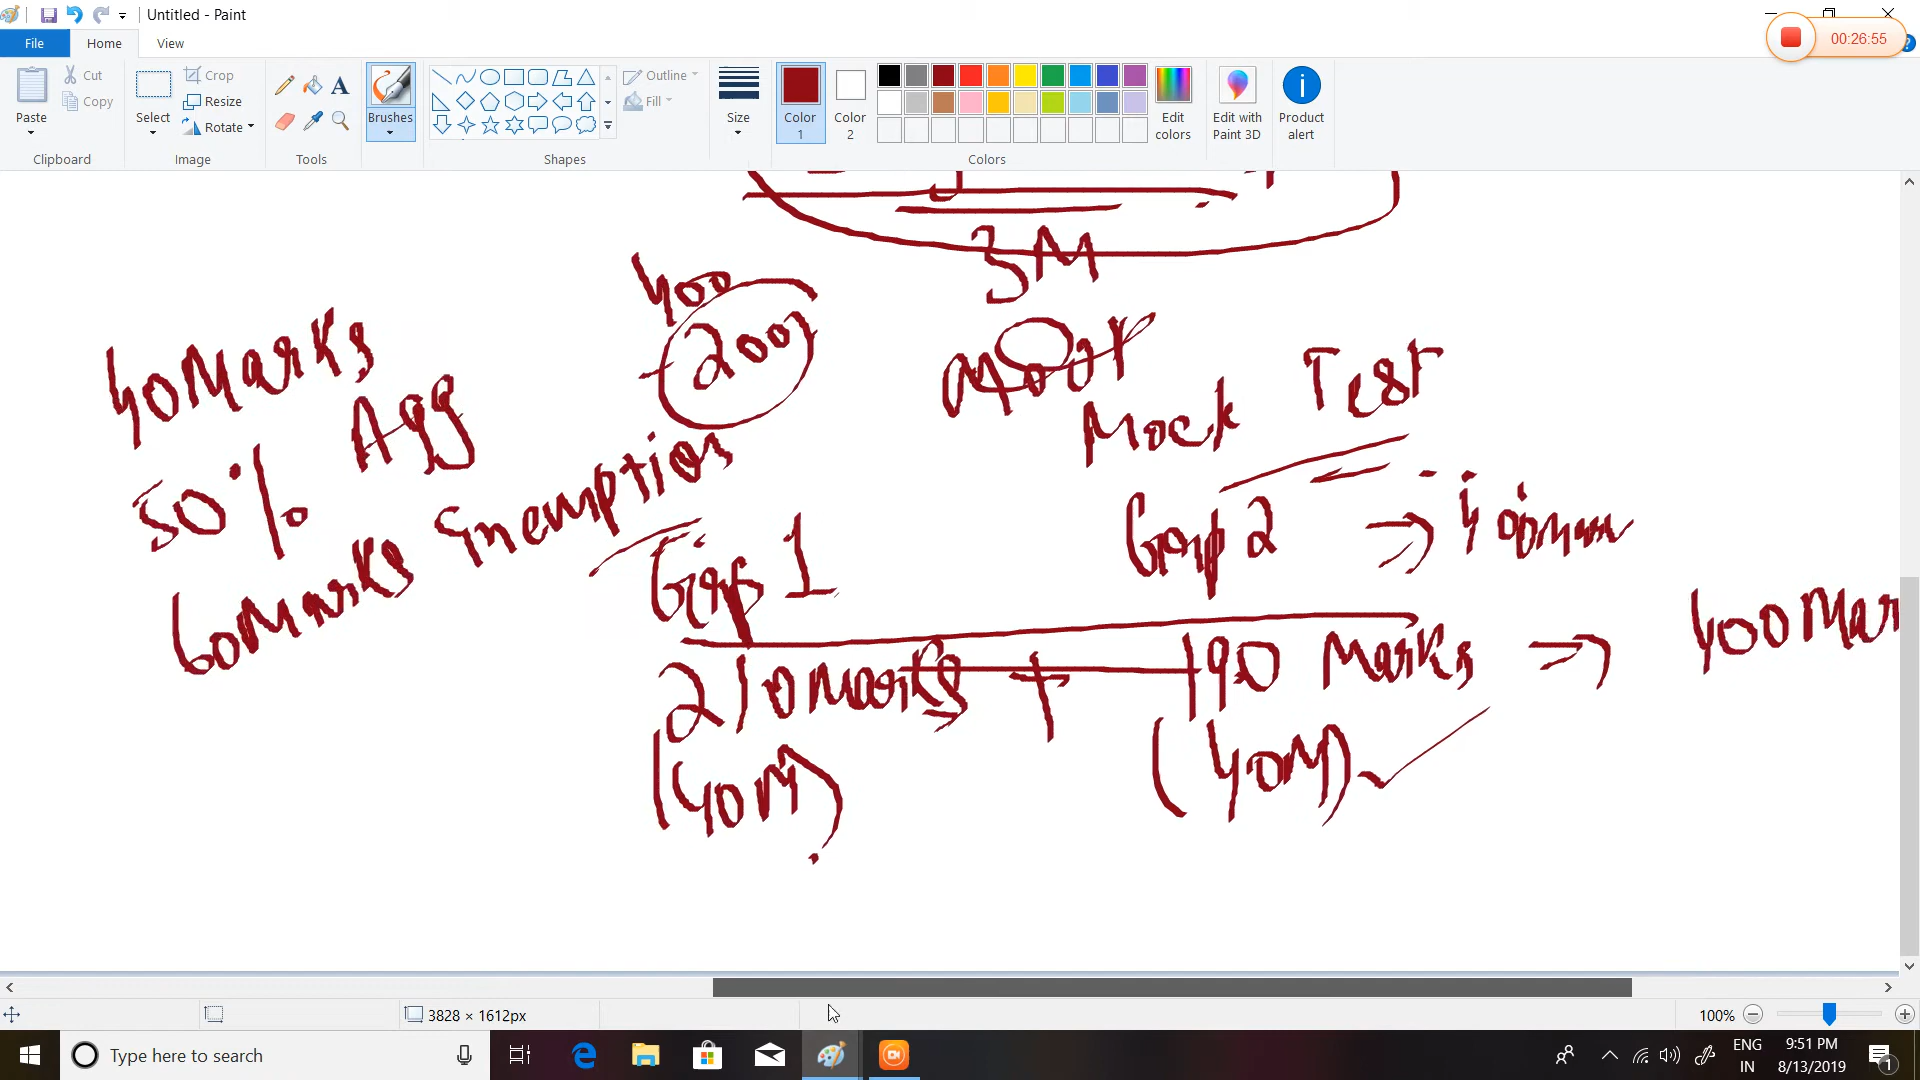 Untitled - Paint
00:26:55
File Home View
Paste
Cut
Copy
Clipboard
Select
Crop
Resize
Rotate
Image
A
Tools
Brushes
Shapes
Outline
Fill
Size
Color 1
Color 2
Colors
Edit colors
Edit with Paint 3D
Product alert
3M
400
200
40 Marks
50% Agg
60 Marks
Mock Test
Group 2 →
1
210 Marks + 190 Marks → 400 Mar
(40M) (40M)
3828 × 1612px
100%
Type here to search
ENG
IN
9:51 PM
8/13/2019
1